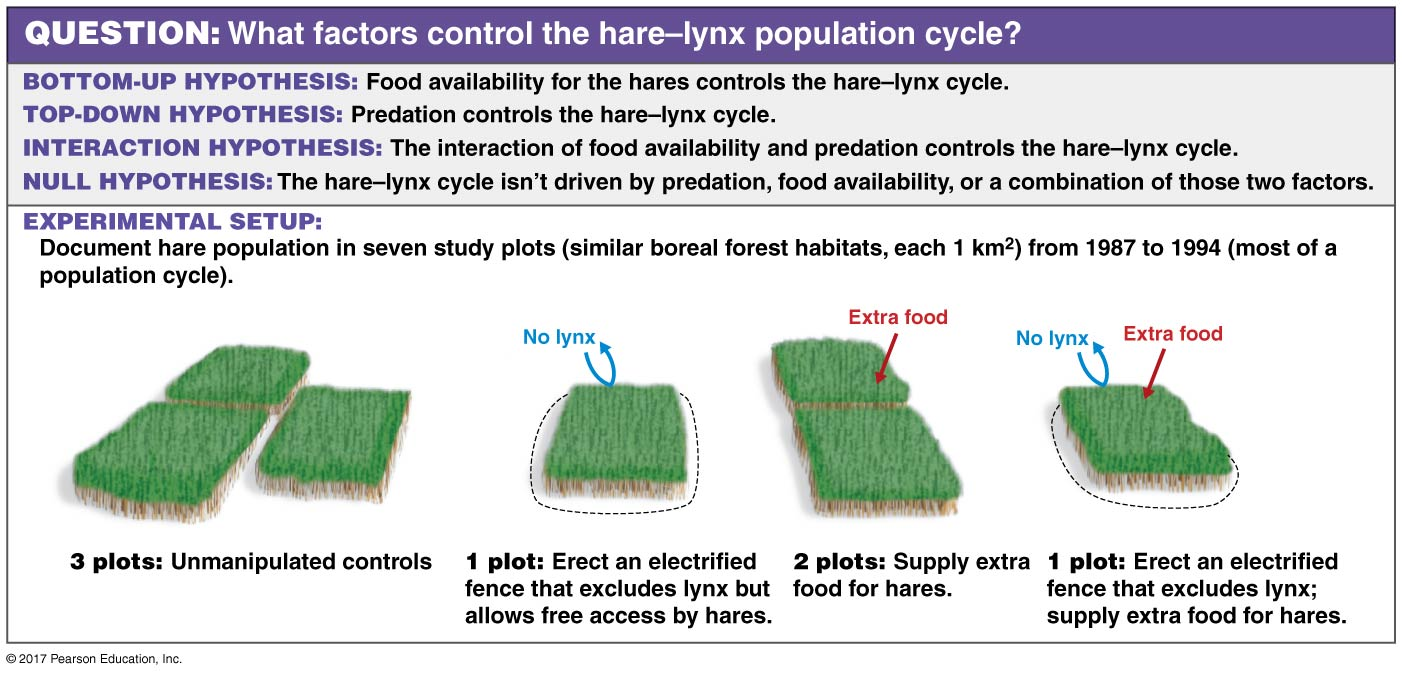 QUESTION: What factors control the hare–lynx population cycle?
BOTTOM-UP HYPOTHESIS: Food availability for the hares controls the hare–lynx cycle.
TOP-DOWN HYPOTHESIS: Predation controls the hare–lynx cycle.
INTERACTION HYPOTHESIS: The interaction of food availability and predation controls the hare–lynx cycle.
NULL HYPOTHESIS: The hare–lynx cycle isn’t driven by predation, food availability, or a combination of those two factors.
EXPERIMENTAL SETUP:
Document hare population in seven study plots (similar boreal forest habitats, each 1 km²) from 1987 to 1994 (most of a
population cycle).
No lynx
Extra food
No lynx
Extra food
3 plots: Unmanipulated controls
1 plot: Erect an electrified
fence that excludes lynx but
allows free access by hares.
2 plots: Supply extra
food for hares.
1 plot: Erect an electrified
fence that excludes lynx;
supply extra food for hares.
© 2017 Pearson Education, Inc.